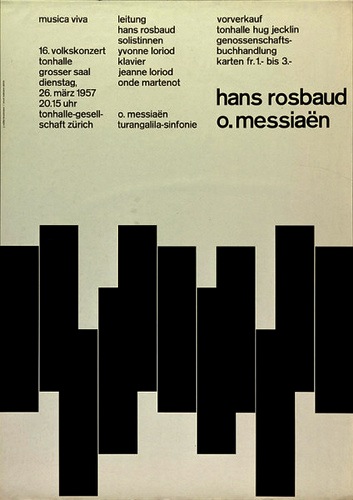 musica viva
16. volkskonzert
tonhalle
grosser saal
dienstag,
26. märz 1957
20.15 uhr
tonhalle-gesell-
schaft zürich
leitung
hans rosbaud
solistinnen
yvonne loriod
klavier
jeanne loriod
onde martenot
o. messiaën
turangalila-sinfonie
vorverkauf
tonhalle hug jecklin
genossenschafts-
buchhandlung
karten fr. 1.- bis 3.-
hans rosbaud
o. messiaën